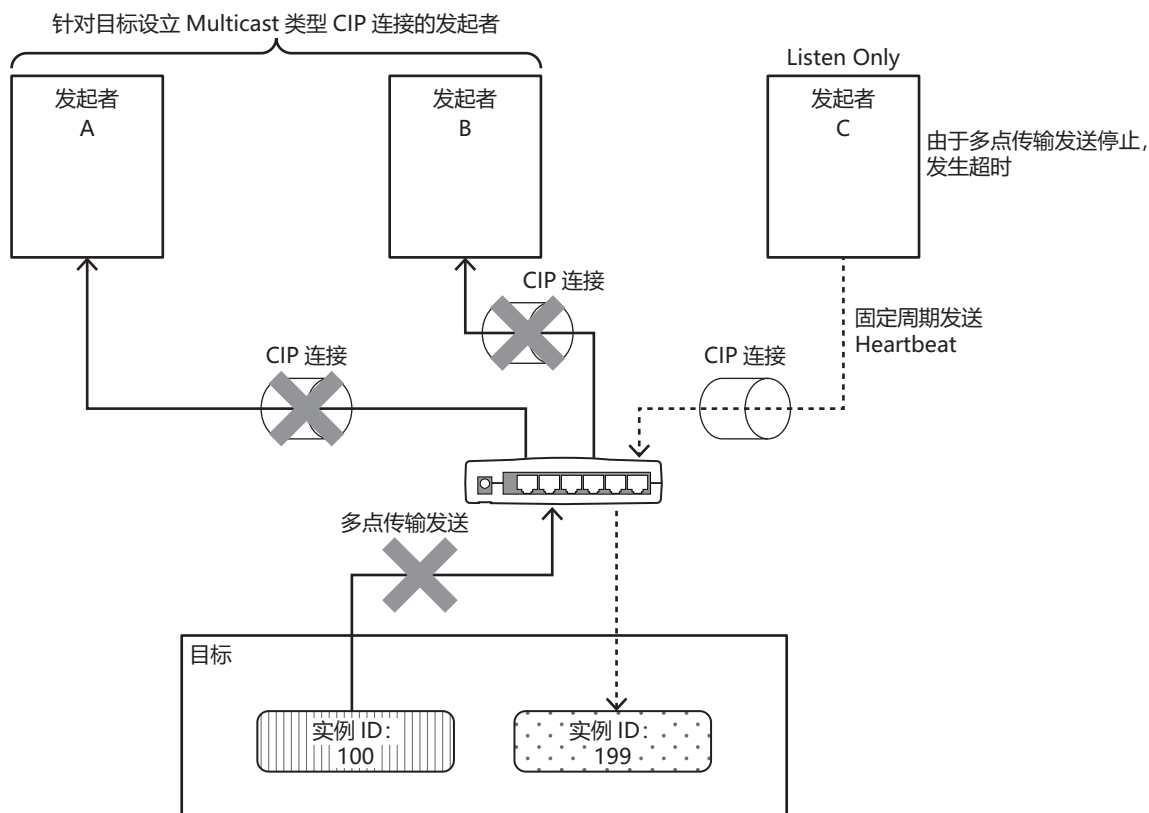 针对目标设立 Multicast 类型 CIP 连接的发起者
发起者
A
发起者
B
Listen Only
发起者
C
由于多点传输发送停止，
发生超时
CIP 连接
固定周期发送
Heartbeat
CIP 连接
CIP 连接
多点传输发送
目标
实例 ID：
100
实例 ID：
199